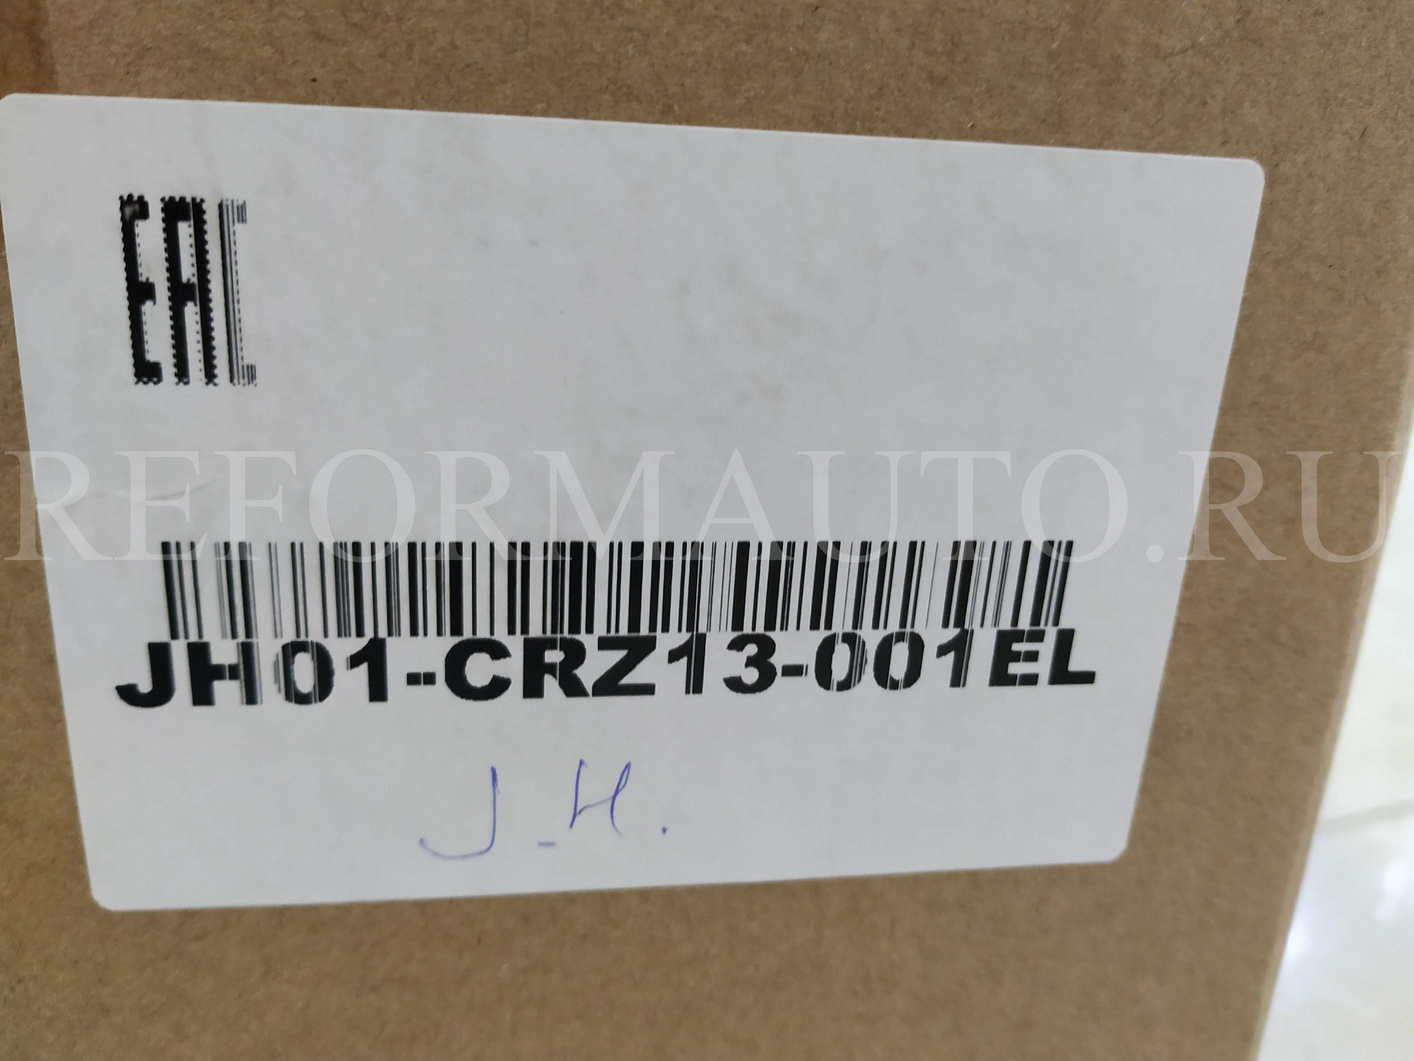 EAC
REFORMAUTO.RU
JH01-CRZ13-001EL
J.H.